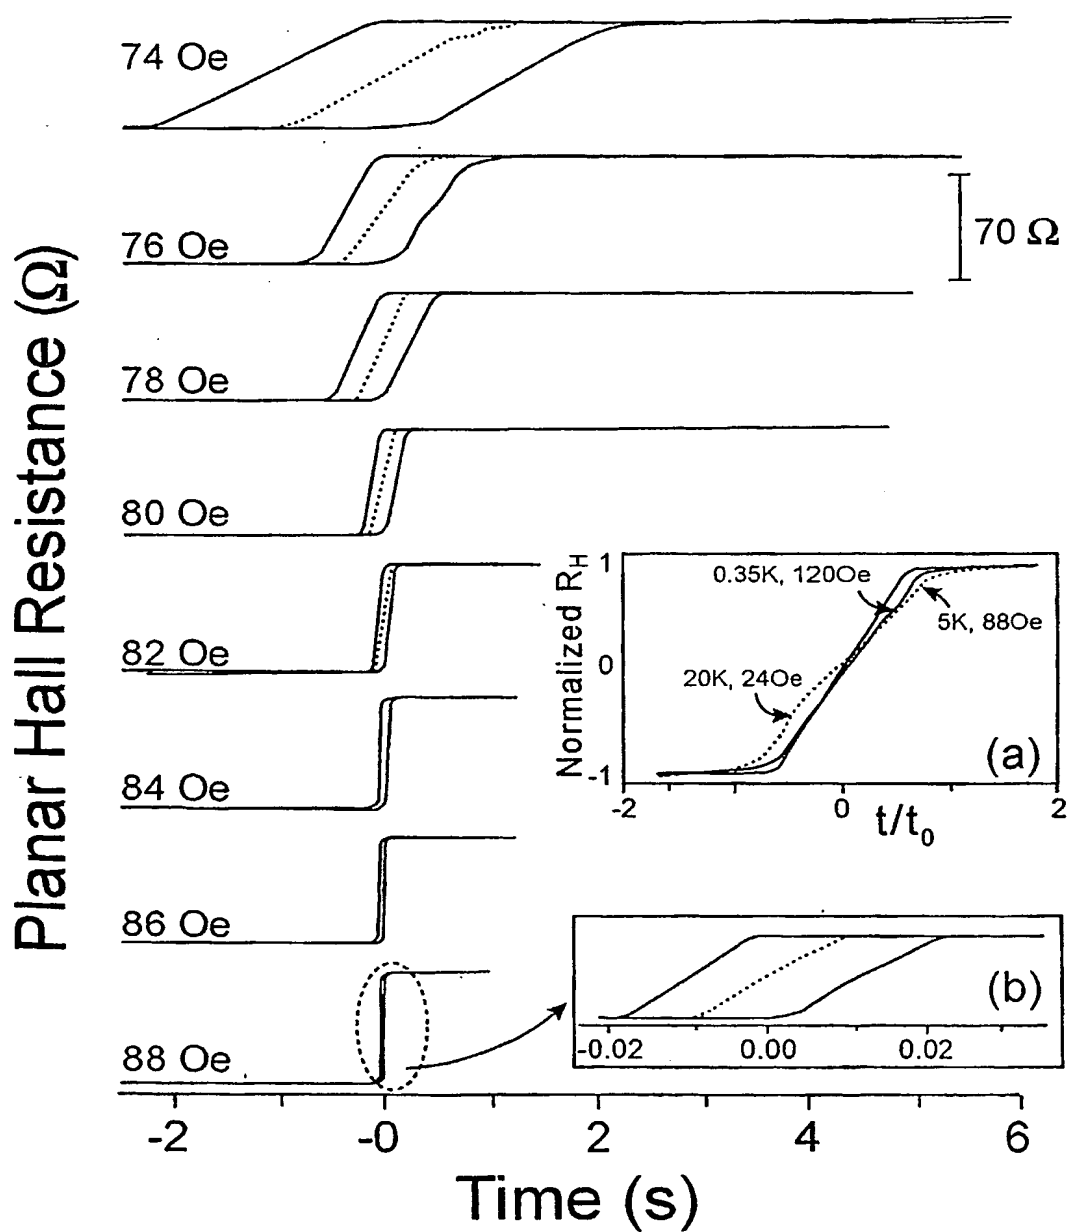 Planar Hall Resistance (Ω)
74 Oe
76 Oe
70 Ω
78 Oe
80 Oe
82 Oe
84 Oe
86 Oe
88 Oe
Normalized R_H
1
0
-1
0.35K, 120Oe
5K, 88Oe
20K, 24Oe
(a)
-2 0 2
t/t₀
(b)
-0.02 0.00 0.02
-2 -0 2 4 6
Time (s)